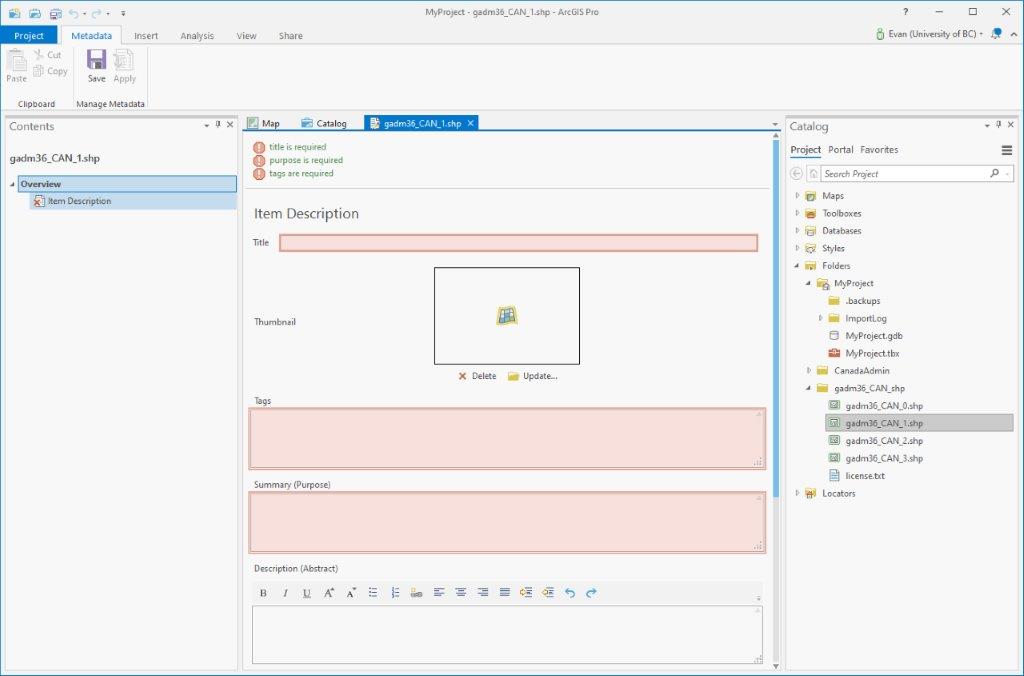 MyProject - gadm36_CAN_1.shp - ArcGIS Pro
?
Project Metadata Insert Analysis View Share
Evan (University of BC)
Paste
Cut
Copy
Save
Apply
Clipboard
Manage Metadata
Contents
gadm36_CAN_1.shp
Overview
Item Description
Map
Catalog
gadm36_CAN_1.shp
title is required
purpose is required
tags are required
Item Description
Title
Thumbnail
Delete
Update...
Tags
Summary (Purpose)
Description (Abstract)
B I U A A
Catalog
Project Portal Favorites
Search Project
Maps
Toolboxes
Databases
Styles
Folders
MyProject
.backups
ImportLog
MyProject.gdb
MyProject.tbx
CanadaAdmin
gadm36_CAN_shp
gadm36_CAN_0.shp
gadm36_CAN_1.shp
gadm36_CAN_2.shp
gadm36_CAN_3.shp
license.txt
Locators